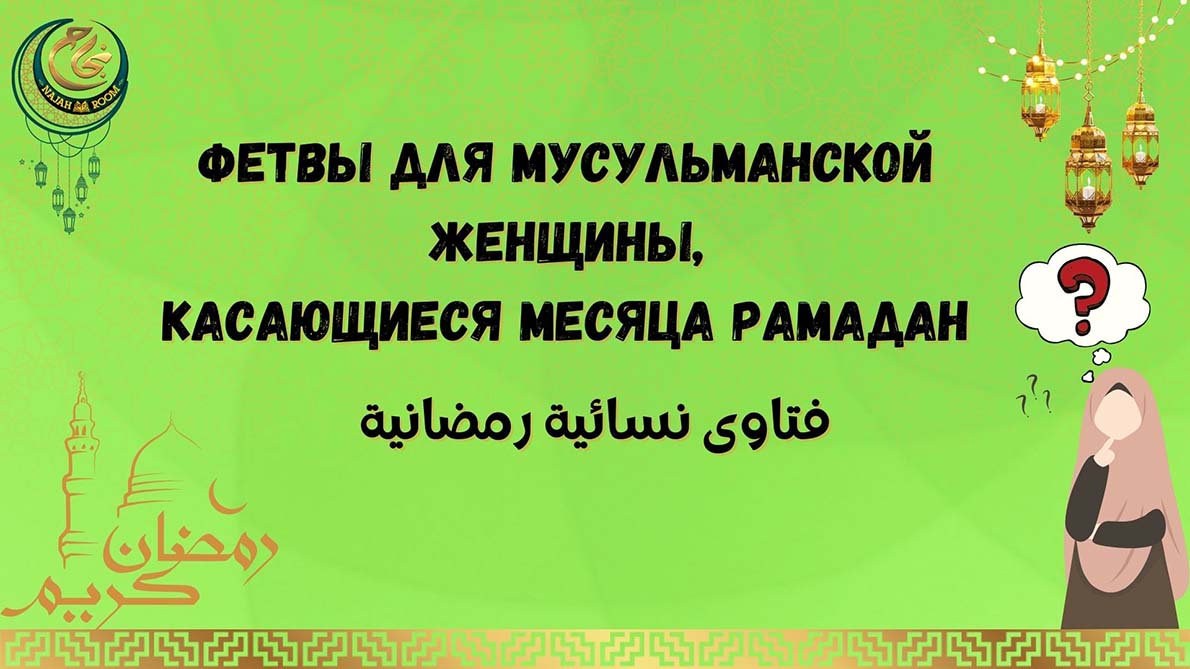 نجاح
NAJAH ROOM
ФЕТВЫ ДЛЯ МУСУЛЬМАНСКОЙ
ЖЕНЩИНЫ,
КАСАЮЩИЕСЯ МЕСЯЦА РАМАДАН
فتاوى نسائية رمضانية
?
???
رمضان
كريم